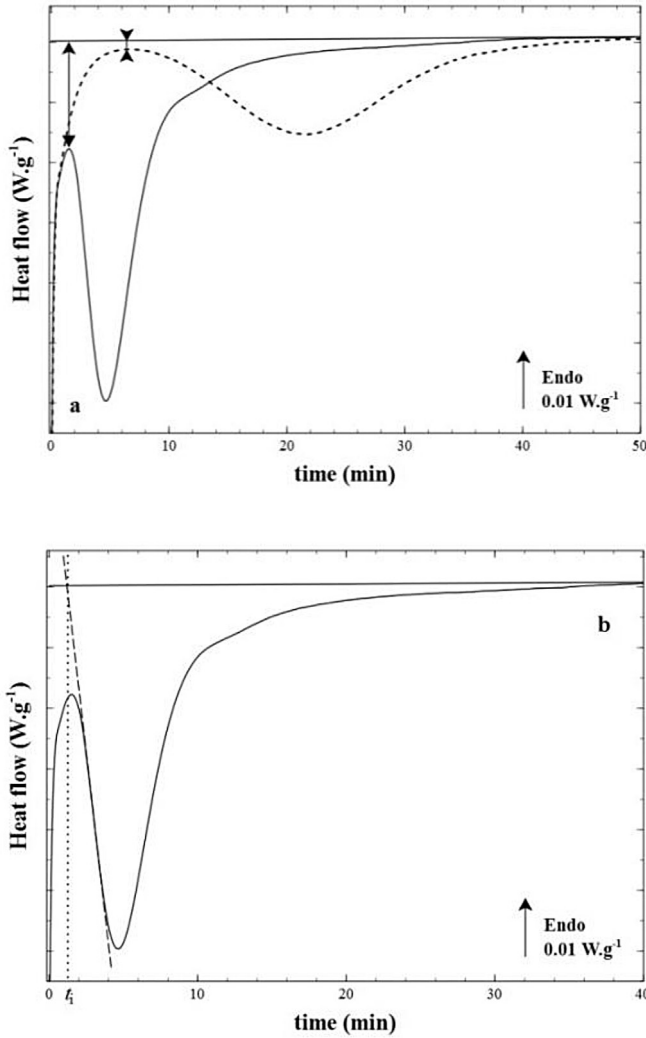 Heat flow (W.g⁻¹)
a
Endo
0.01 W.g⁻¹
0 10 20 30 40 50
time (min)
Heat flow (W.g⁻¹)
b
Endo
0.01 W.g⁻¹
0 tᵢ 10 20 30 40
time (min)